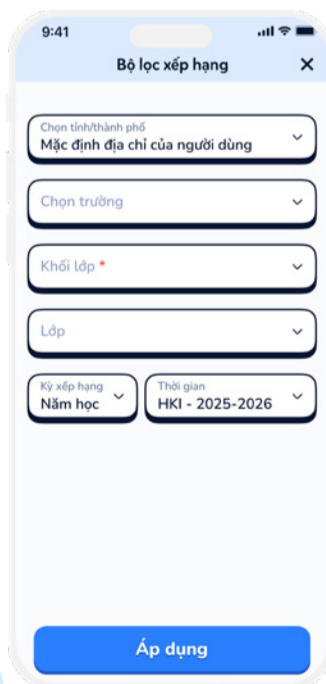 9:41
Bộ lọc xếp hạng
Chọn tỉnh/thành phố
Mặc định địa chỉ của người dùng
Chọn trường
Khối lớp *
Lớp
Kỳ xếp hạng
Năm học
Thời gian
HKI - 2025-2026
Áp dụng